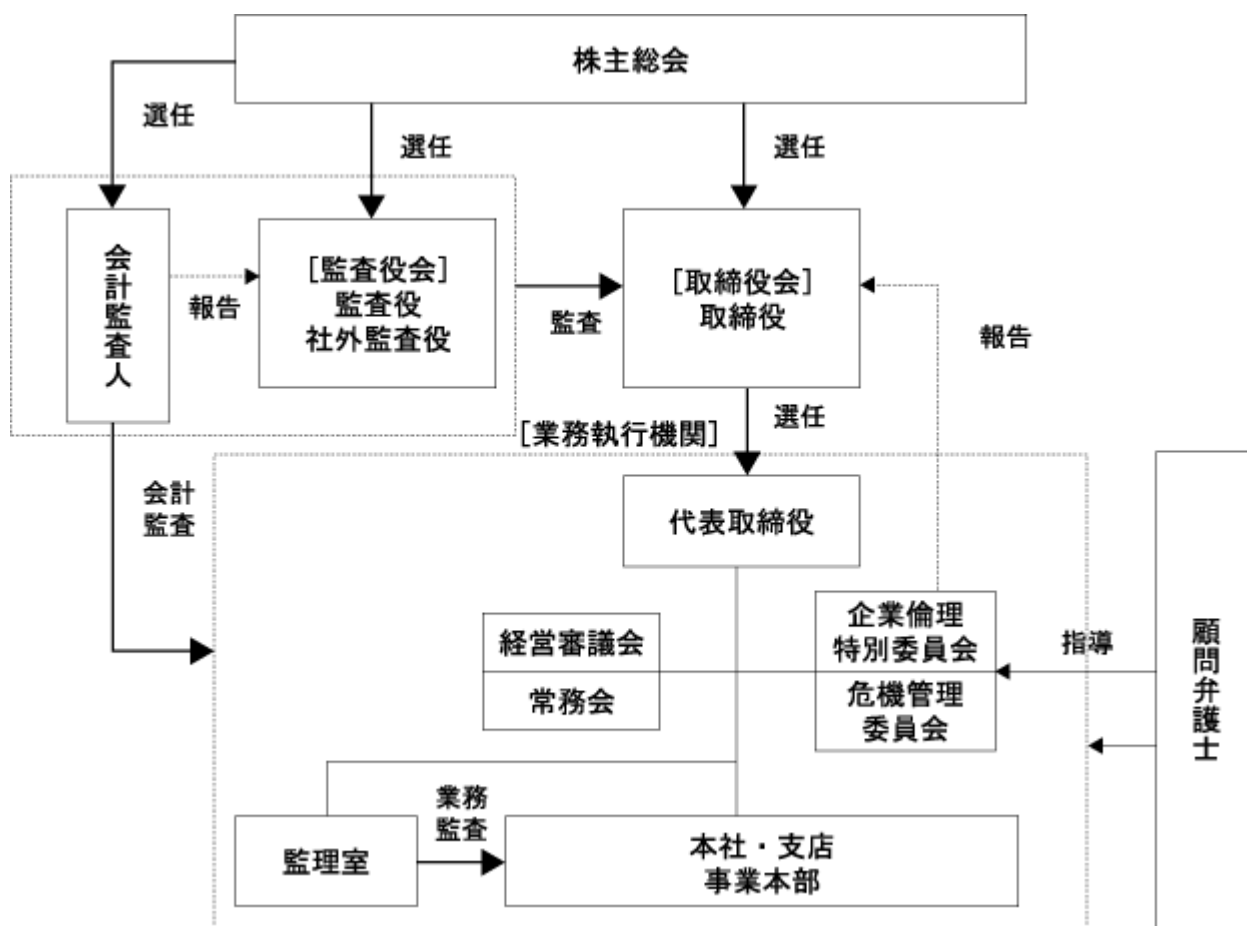 株主総会
選任
選任
選任
会計監査人
報告
[監査役会]
監査役
社外監査役
監査
[取締役会]
取締役
報告
選任
[業務執行機関]
会計
監査
代表取締役
経営審議会
常務会
企業倫理
特別委員会
危機管理
委員会
指導
顧問弁護士
監理室
業務
監査
本社・支店
事業本部